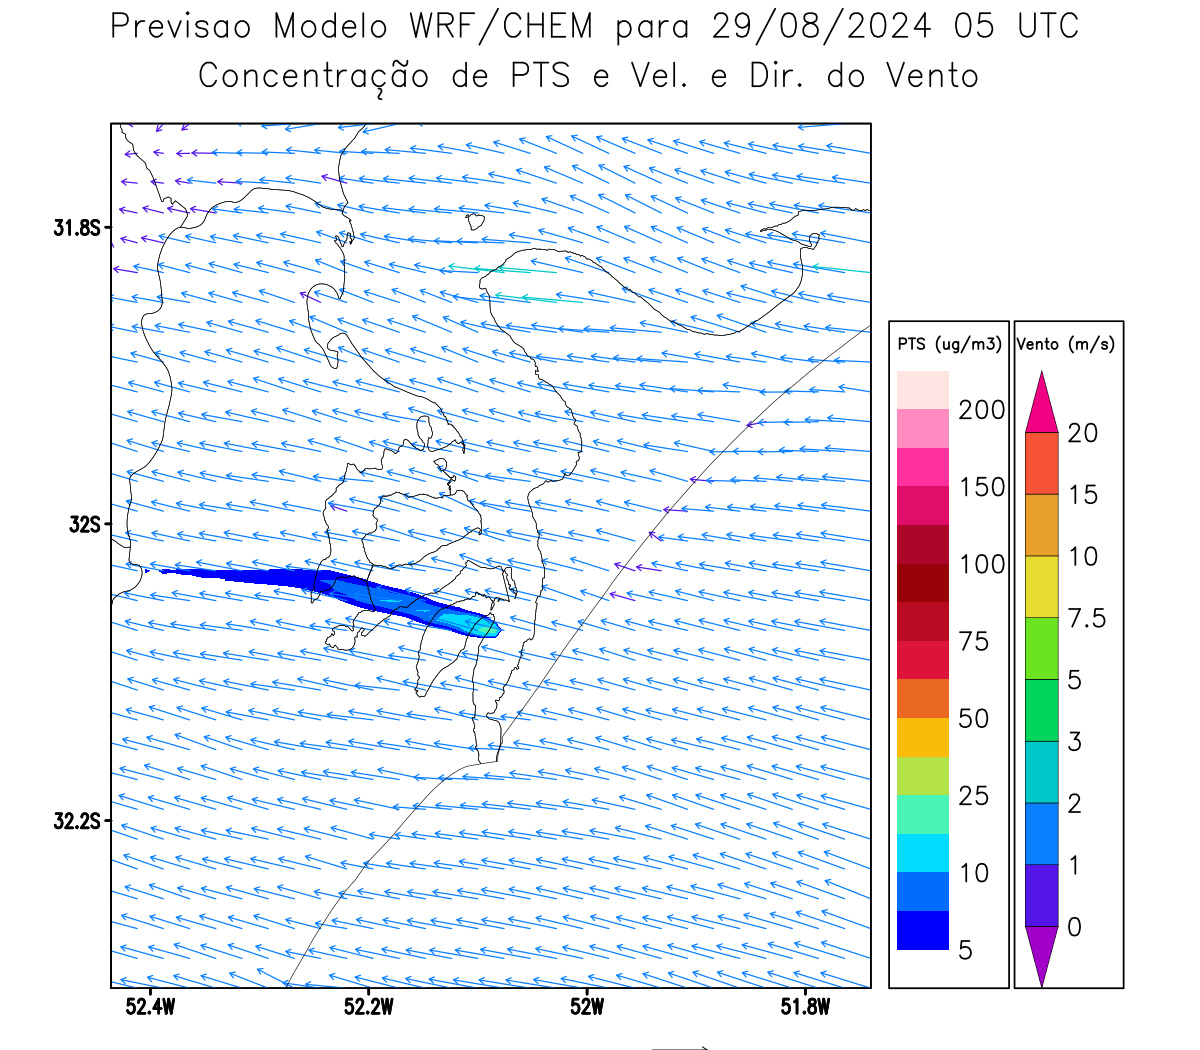 Previsao Modelo WRF/CHEM para 29/08/2024 05 UTC
Concentração de PTS e Vel. e Dir. do Vento
31.8S
32S
32.2S
52.4W 52.2W 52W 51.8W
PTS (ug/m3)
200
150
100
75
50
25
10
5
Vento (m/s)
20
15
10
7.5
5
3
2
1
0